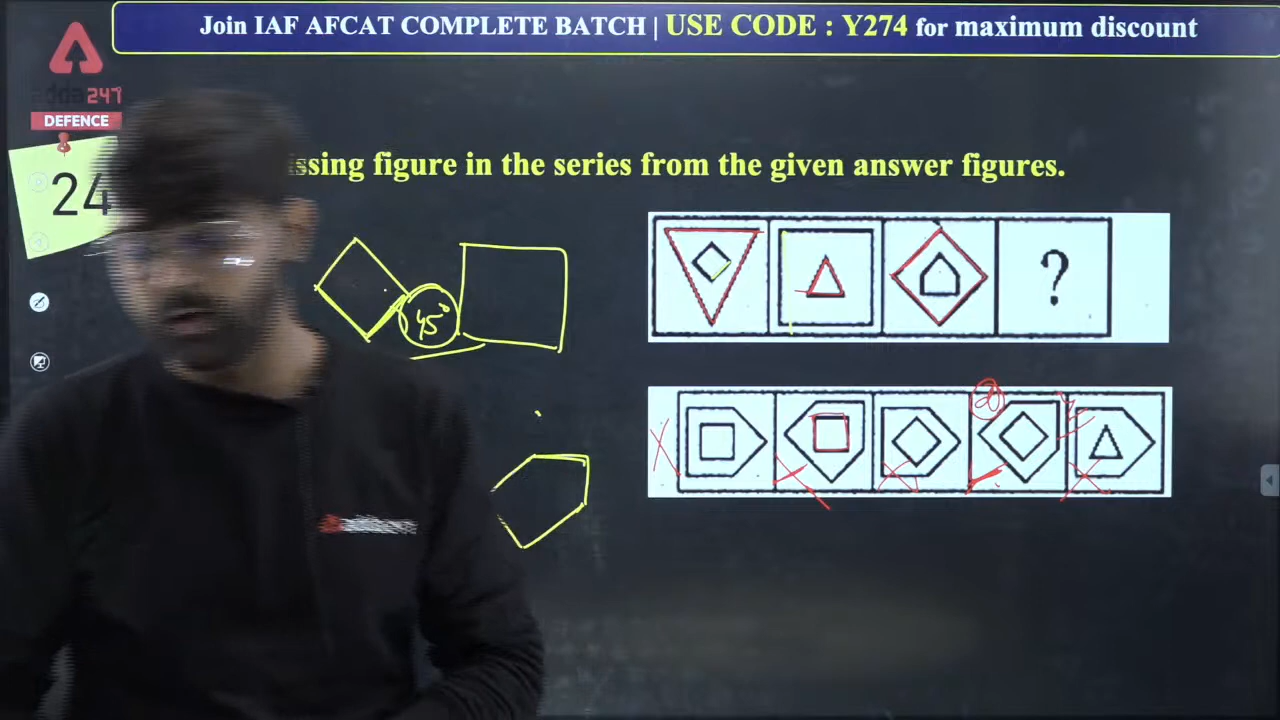 Join IAF AFCAT COMPLETE BATCH | USE CODE : Y274 for maximum discount
adda247
DEFENCE
24
ssing figure in the series from the given answer figures.
45°
?